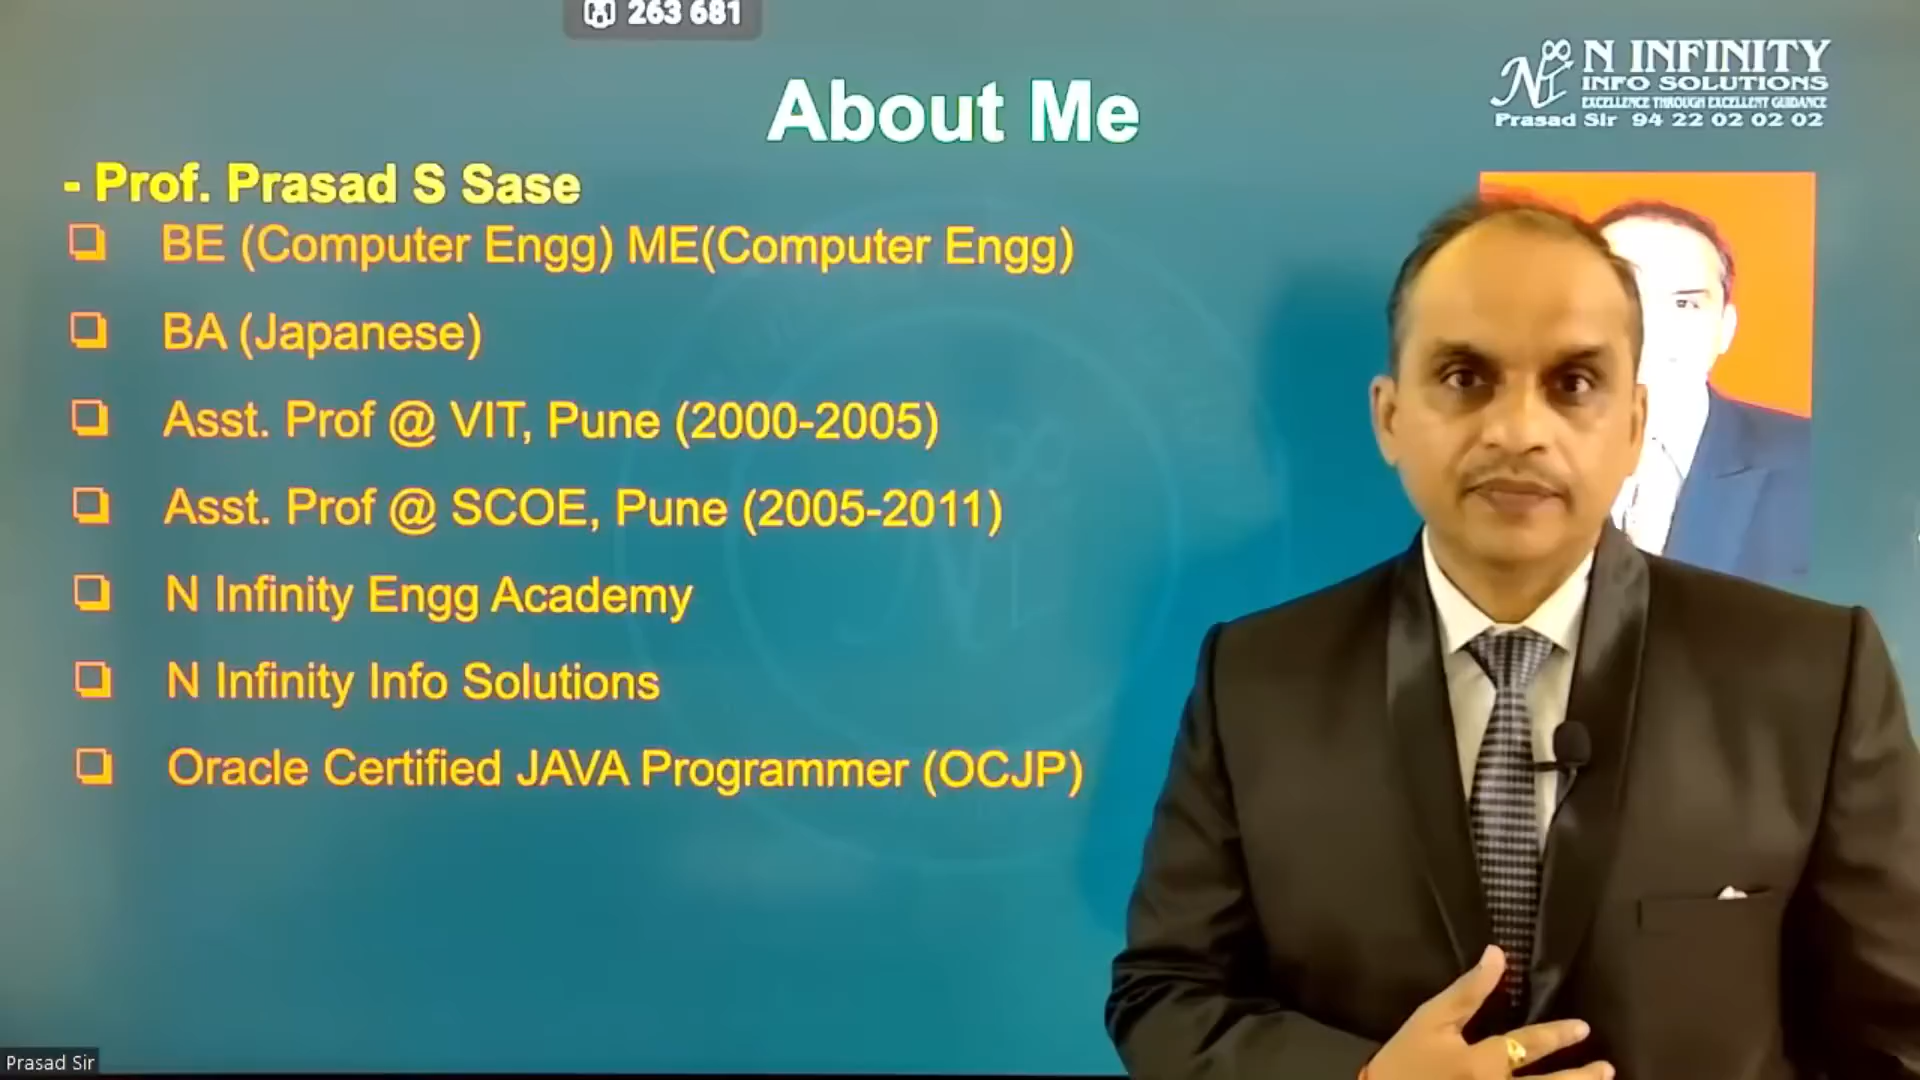 263 681
N INFINITY
INFO SOLUTIONS
EXCELLENCE THROUGH EXCELLENT GUIDANCE
Prasad Sir 94 22 02 02 02
About Me
- Prof. Prasad S Sase
❏ BE (Computer Engg) ME(Computer Engg)
❏ BA (Japanese)
❏ Asst. Prof @ VIT, Pune (2000-2005)
❏ Asst. Prof @ SCOE, Pune (2005-2011)
❏ N Infinity Engg Academy
❏ N Infinity Info Solutions
❏ Oracle Certified JAVA Programmer (OCJP)
Prasad Sir